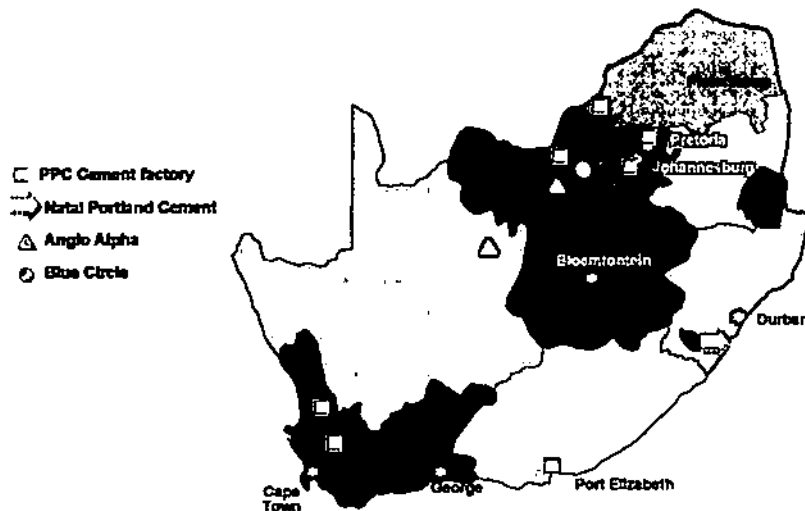 PPC Cement factory
Natal Portland Cement
Anglo Alpha
Blue Circle
Pretoria
Johannesburg
Bloemfontein
Durban
Cape
Town
George
Port Elizabeth